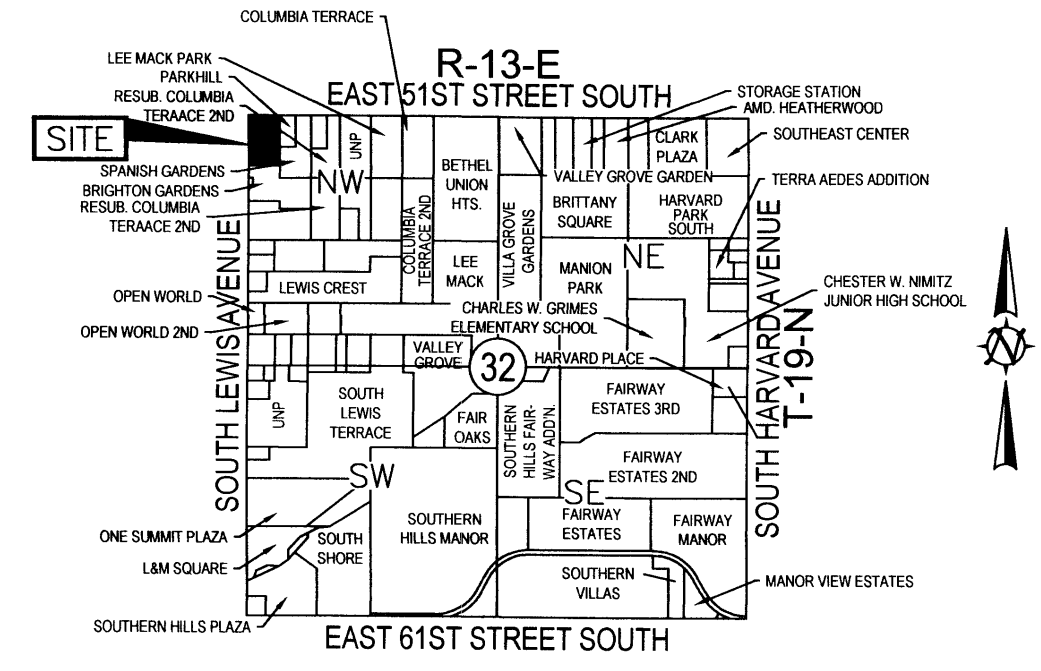 COLUMBIA TERRACE
LEE MACK PARK
PARKHILL
RESUB. COLUMBIA
TERAACE 2ND
SITE
SPANISH GARDENS
BRIGHTON GARDENS
RESUB. COLUMBIA
TERAACE 2ND
R-13-E
EAST 51ST STREET SOUTH
STORAGE STATION
AMD. HEATHERWOOD
SOUTHEAST CENTER
TERRA AEDES ADDITION
UNP
NW
BETHEL
UNION
HTS.
CLARK
PLAZA
VALLEY GROVE GARDEN
BRITTANY
SQUARE
HARVARD
PARK
SOUTH
COLUMBIA
TERRACE 2ND
VILLA GROVE
GARDENS
NE
LEE
MACK
MANION
PARK
LEWIS CREST
OPEN WORLD
OPEN WORLD 2ND
CHARLES W. GRIMES
ELEMENTARY SCHOOL
CHESTER W. NIMITZ
JUNIOR HIGH SCHOOL
SOUTH LEWIS AVENUE
SOUTH HARVARD AVENUE
T-19-N
N
VALLEY
GROVE
32
HARVARD PLACE
UNP
SOUTH
LEWIS
TERRACE
FAIR
OAKS
SOUTHERN
HILLS FAIR-
WAY ADD'N.
FAIRWAY
ESTATES 3RD
FAIRWAY
ESTATES 2ND
SW
SE
SOUTHERN
HILLS MANOR
FAIRWAY
ESTATES
FAIRWAY
MANOR
ONE SUMMIT PLAZA
SOUTH
SHORE
L&M SQUARE
SOUTHERN
VILLAS
MANOR VIEW ESTATES
SOUTHERN HILLS PLAZA
EAST 61ST STREET SOUTH